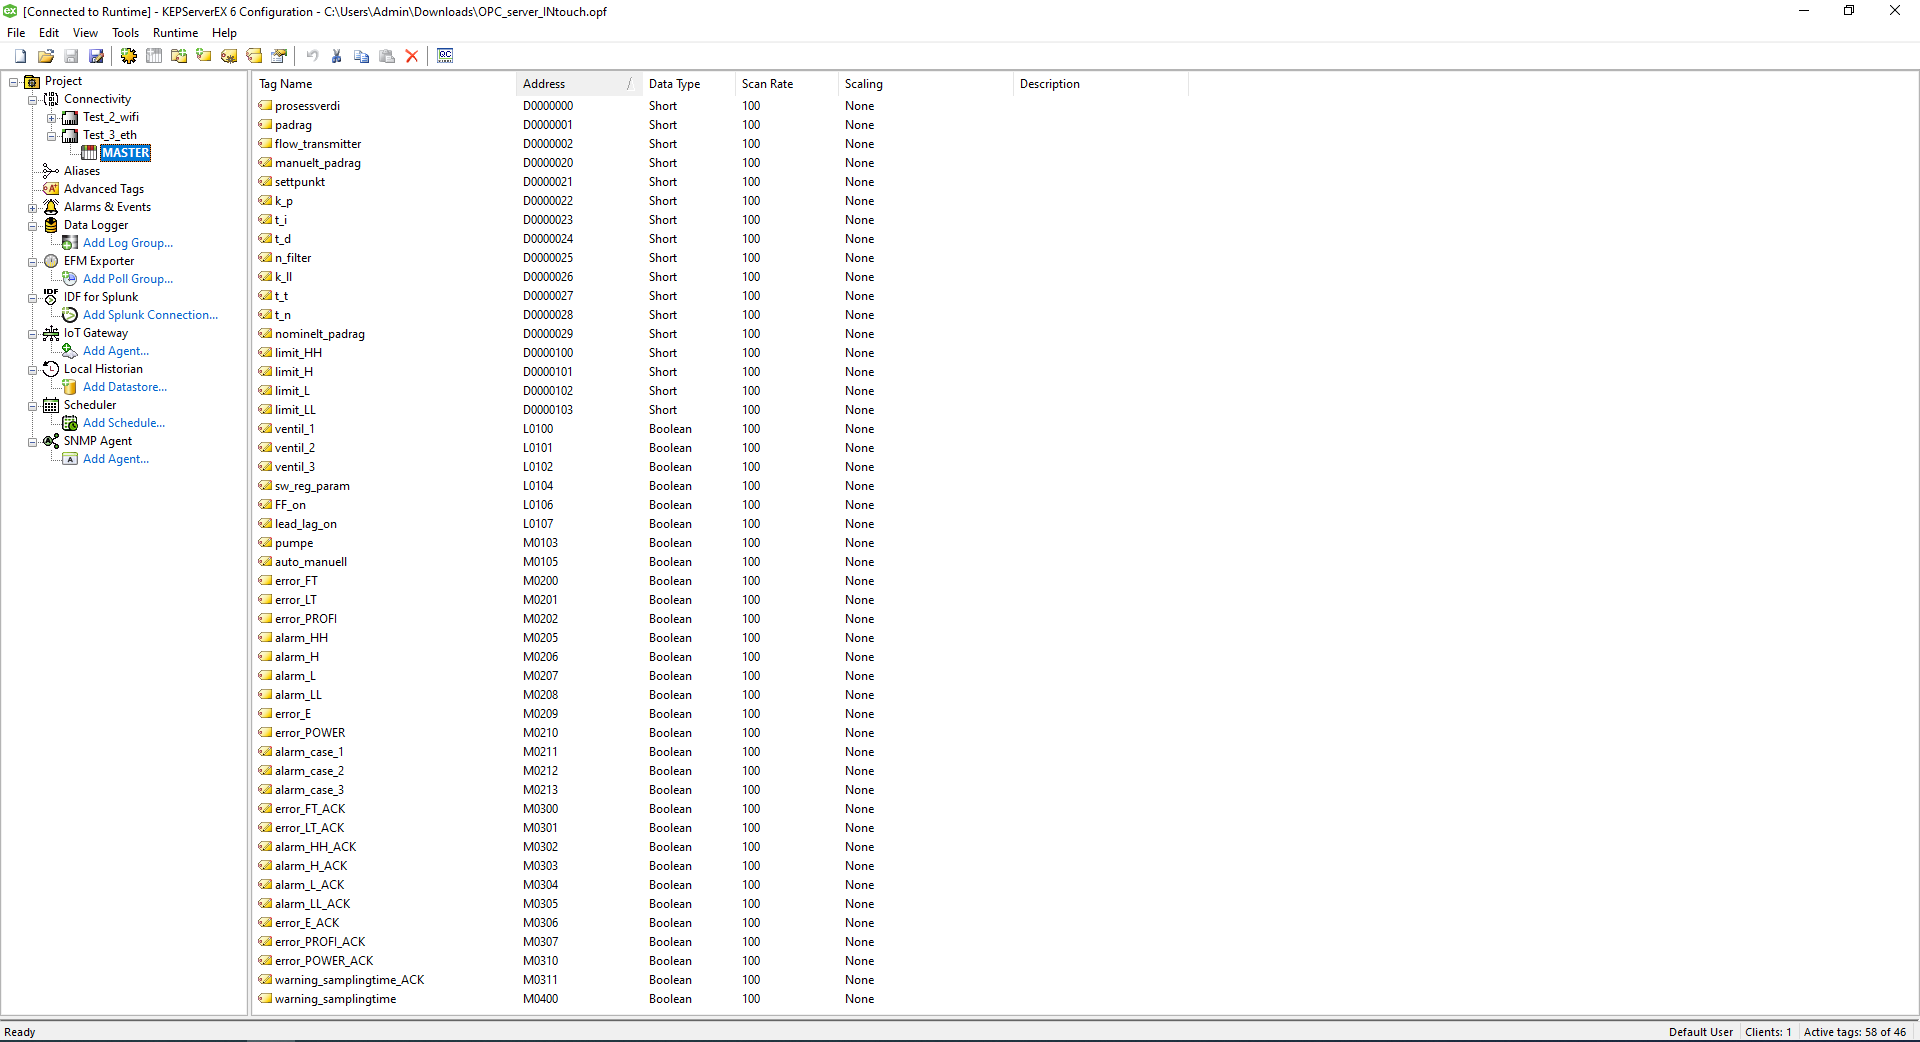 [Connected to Runtime] - KEPServerEX 6 Configuration - C:\Users\Admin\Downloads\OPC_server_INtouch.opf
File Edit View Tools Runtime Help
Project
Connectivity
Test_2_wifi
Test_3_eth
MASTER
Aliases
Advanced Tags
Alarms & Events
Data Logger
Add Log Group...
EFM Exporter
Add Poll Group...
IDF for Splunk
Add Splunk Connection...
IoT Gateway
Add Agent...
Local Historian
Add Datastore...
Scheduler
Add Schedule...
SNMP Agent
Add Agent...
Tag Name Address Data Type Scan Rate Scaling Description
prosessverdi D0000000 Short 100 None
padrag D0000001 Short 100 None
flow_transmitter D0000002 Short 100 None
manuelt_padrag D0000020 Short 100 None
settpunkt D0000021 Short 100 None
k_p D0000022 Short 100 None
t_i D0000023 Short 100 None
t_d D0000024 Short 100 None
n_filter D0000025 Short 100 None
k_ll D0000026 Short 100 None
t_t D0000027 Short 100 None
t_n D0000028 Short 100 None
nominelt_padrag D0000029 Short 100 None
limit_HH D0000100 Short 100 None
limit_H D0000101 Short 100 None
limit_L D0000102 Short 100 None
limit_LL D0000103 Short 100 None
ventil_1 L0100 Boolean 100 None
ventil_2 L0101 Boolean 100 None
ventil_3 L0102 Boolean 100 None
sw_reg_param L0104 Boolean 100 None
FF_on L0106 Boolean 100 None
lead_lag_on L0107 Boolean 100 None
pumpe M0103 Boolean 100 None
auto_manuell M0105 Boolean 100 None
error_FT M0200 Boolean 100 None
error_LT M0201 Boolean 100 None
error_PROFI M0202 Boolean 100 None
alarm_HH M0205 Boolean 100 None
alarm_H M0206 Boolean 100 None
alarm_L M0207 Boolean 100 None
alarm_LL M0208 Boolean 100 None
error_E M0209 Boolean 100 None
error_POWER M0210 Boolean 100 None
alarm_case_1 M0211 Boolean 100 None
alarm_case_2 M0212 Boolean 100 None
alarm_case_3 M0213 Boolean 100 None
error_FT_ACK M0300 Boolean 100 None
error_LT_ACK M0301 Boolean 100 None
alarm_HH_ACK M0302 Boolean 100 None
alarm_H_ACK M0303 Boolean 100 None
alarm_L_ACK M0304 Boolean 100 None
alarm_LL_ACK M0305 Boolean 100 None
error_E_ACK M0306 Boolean 100 None
error_PROFI_ACK M0307 Boolean 100 None
error_POWER_ACK M0310 Boolean 100 None
warning_samplingtime_ACK M0311 Boolean 100 None
warning_samplingtime M0400 Boolean 100 None
Ready Default User Clients: 1 Active tags: 58 of 46